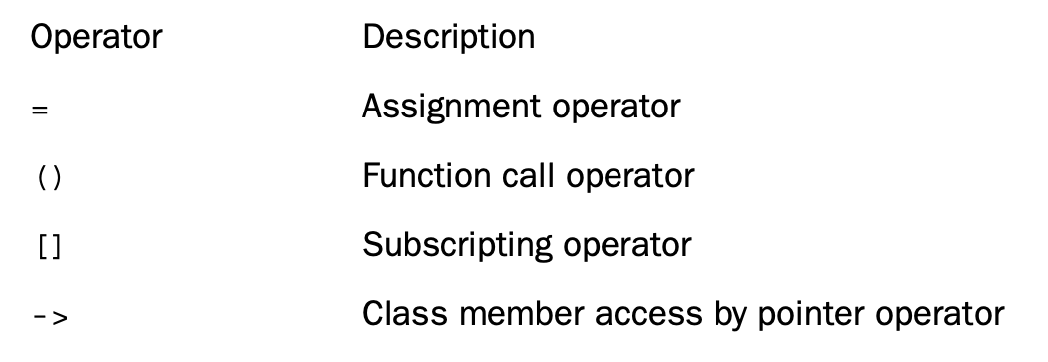 Operator Description
= Assignment operator
() Function call operator
[] Subscripting operator
-> Class member access by pointer operator